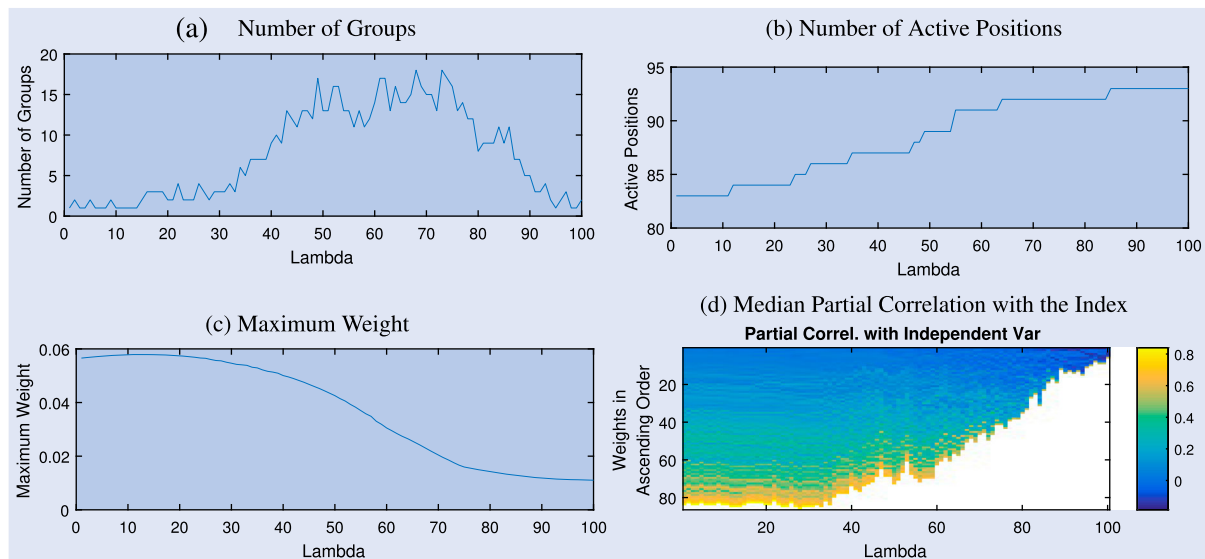 (a) Number of Groups
20
15
10
5
0
Number of Groups
0 10 20 30 40 50 60 70 80 90 100
Lambda
(b) Number of Active Positions
95
90
85
80
Active Positions
0 10 20 30 40 50 60 70 80 90 100
Lambda
(c) Maximum Weight
0.06
0.04
0.02
0
Maximum Weight
0 10 20 30 40 50 60 70 80 90 100
Lambda
(d) Median Partial Correlation with the Index
Partial Correl. with Independent Var
20
40
60
80
Weights in
Ascending Order
20 40 60 80 100
Lambda
0.8
0.6
0.4
0.2
0